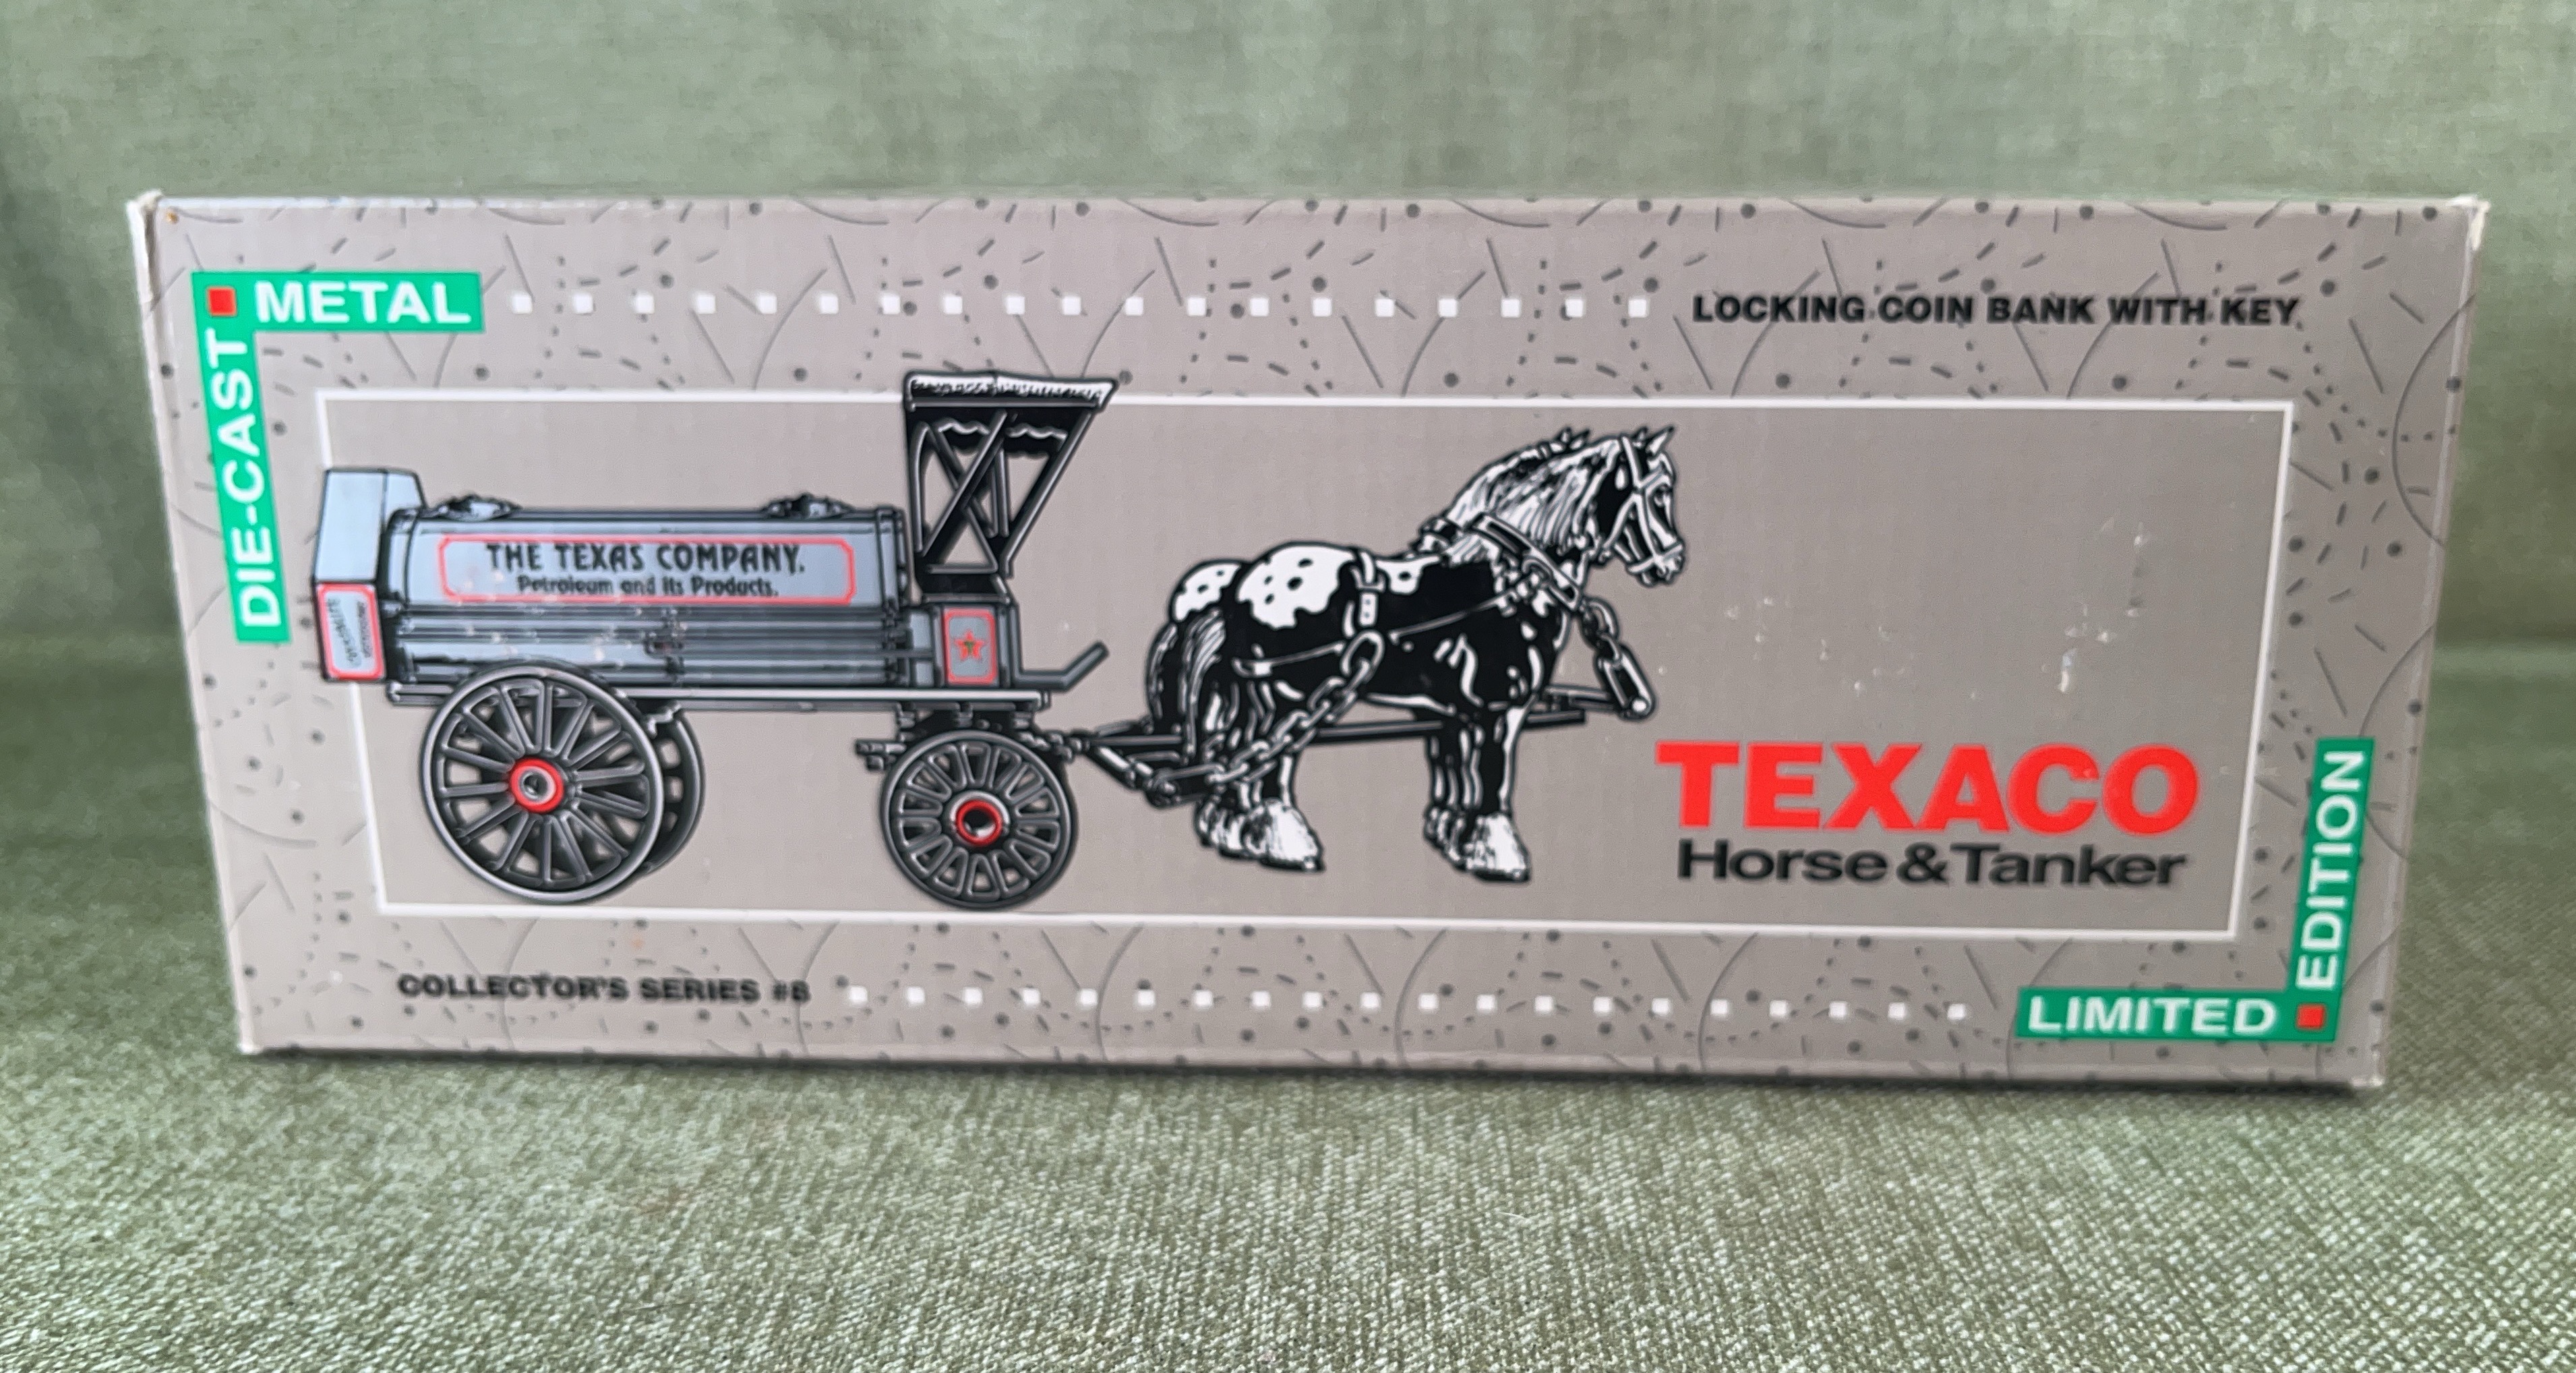 DIE-CAST METAL
LOCKING COIN BANK WITH KEY
THE TEXAS COMPANY.
Petroleum and its Products.
TEXACO
Horse & Tanker
COLLECTOR'S SERIES #8
LIMITED EDITION